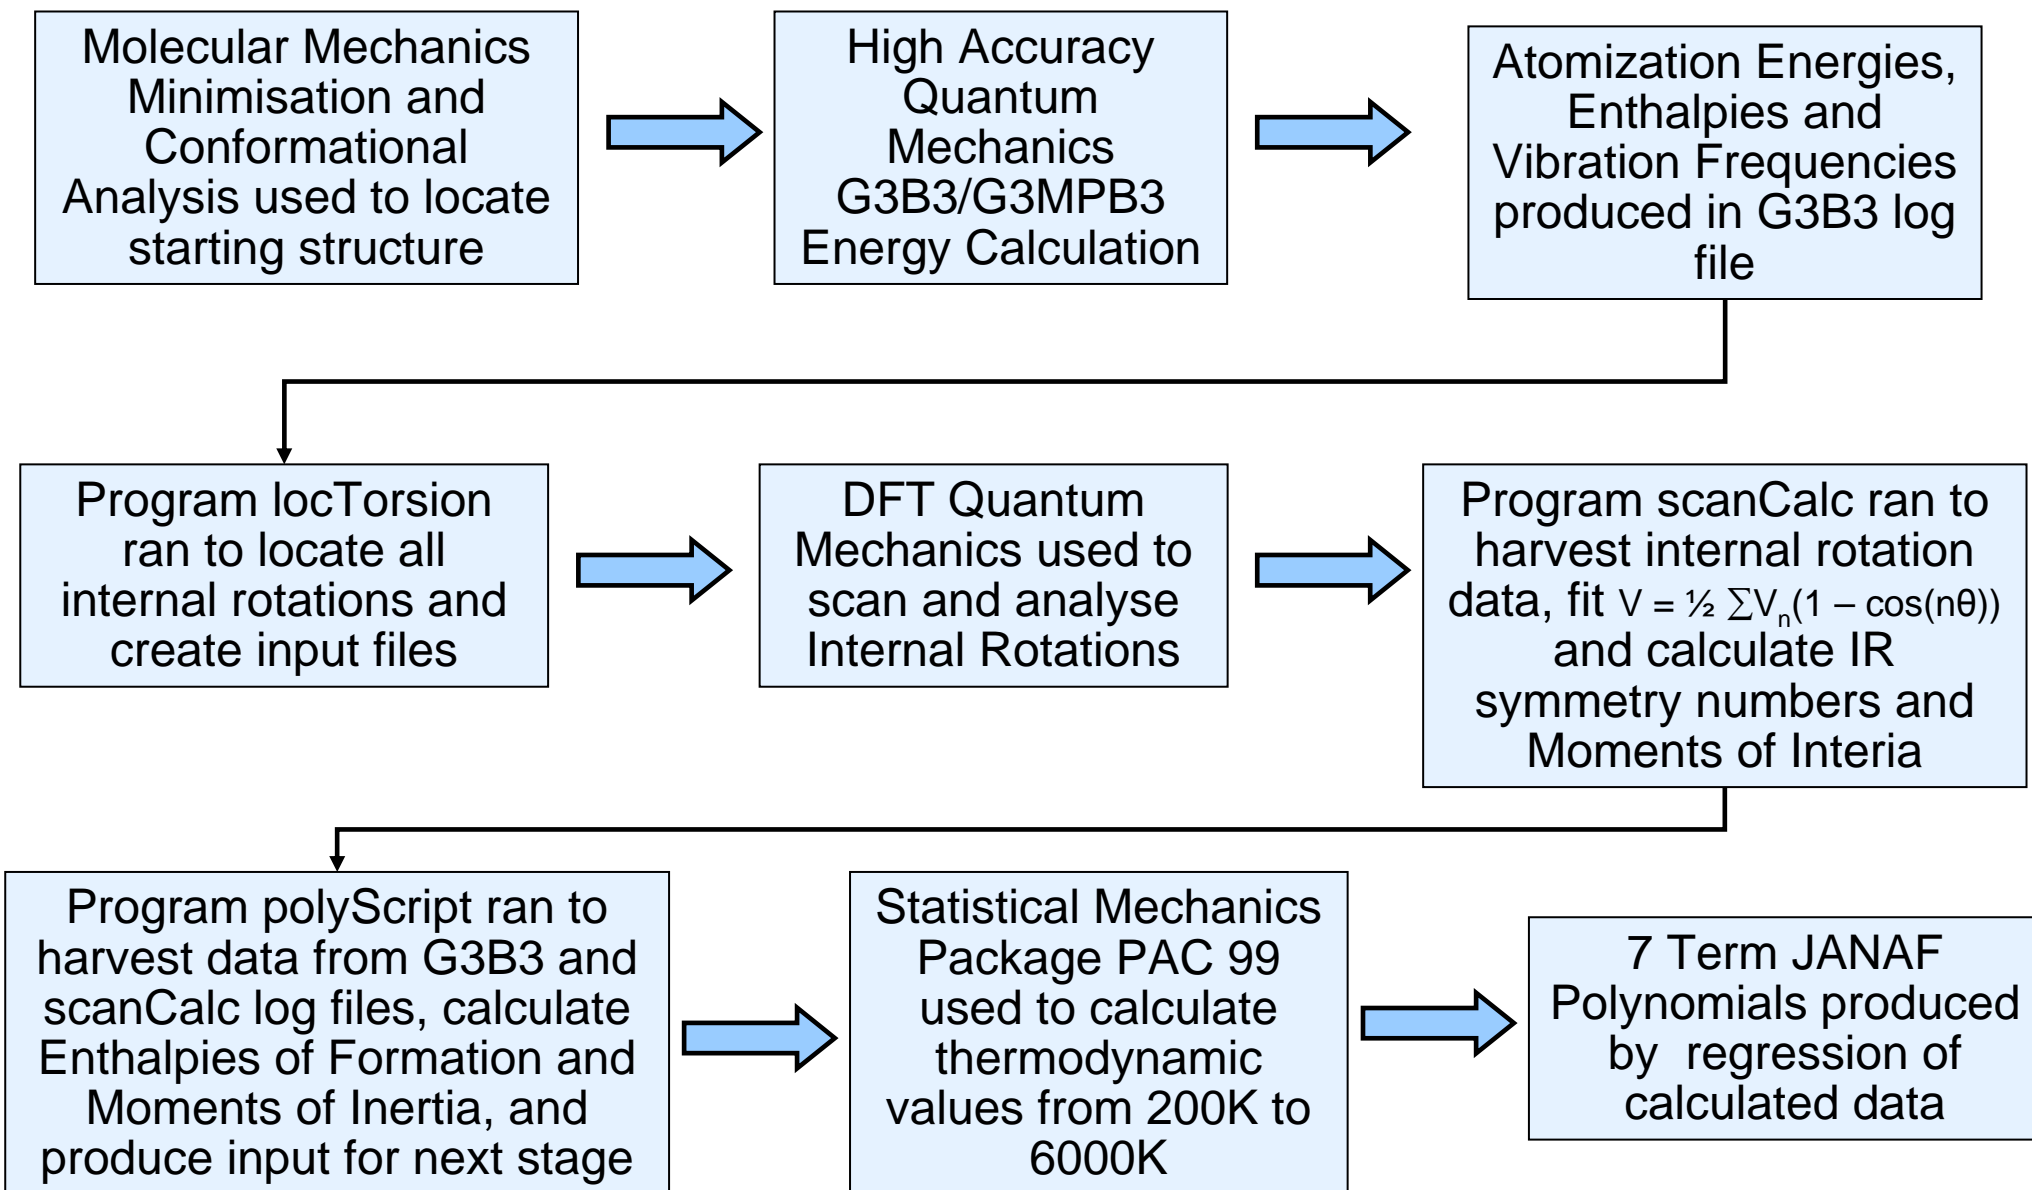 Molecular Mechanics
Minimisation and
Conformational
Analysis used to locate
starting structure
High Accuracy
Quantum
Mechanics
G3B3/G3MPB3
Energy Calculation
Atomization Energies,
Enthalpies and
Vibration Frequencies
produced in G3B3 log
file
Program locTorsion
ran to locate all
internal rotations and
create input files
DFT Quantum
Mechanics used to
scan and analyse
Internal Rotations
Program scanCalc ran to
harvest internal rotation
data, fit V = ½ ∑Vₙ(1 – cos(nθ))
and calculate IR
symmetry numbers and
Moments of Interia
Program polyScript ran to
harvest data from G3B3 and
scanCalc log files, calculate
Enthalpies of Formation and
Moments of Inertia, and
produce input for next stage
Statistical Mechanics
Package PAC 99
used to calculate
thermodynamic
values from 200K to
6000K
7 Term JANAF
Polynomials produced
by regression of
calculated data